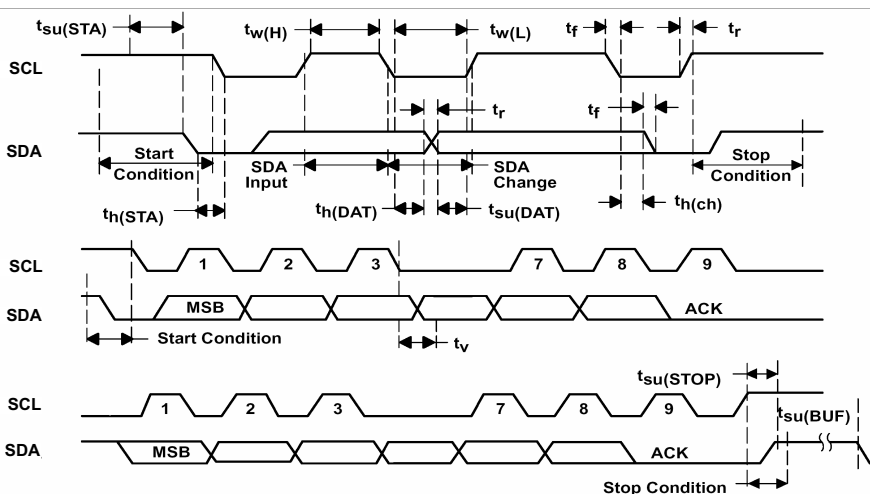 tsu(STA) tw(H) tw(L) tf tr
SCL
tr tf
SDA
Start Condition
SDA Input
SDA Change
Stop Condition
th(STA) th(DAT) tsu(DAT) th(ch)
SCL 1 2 3 7 8 9
SDA MSB ACK
Start Condition tv
tsu(STOP)
SCL 1 2 3 7 8 9
tsu(BUF)
SDA MSB ACK
Stop Condition